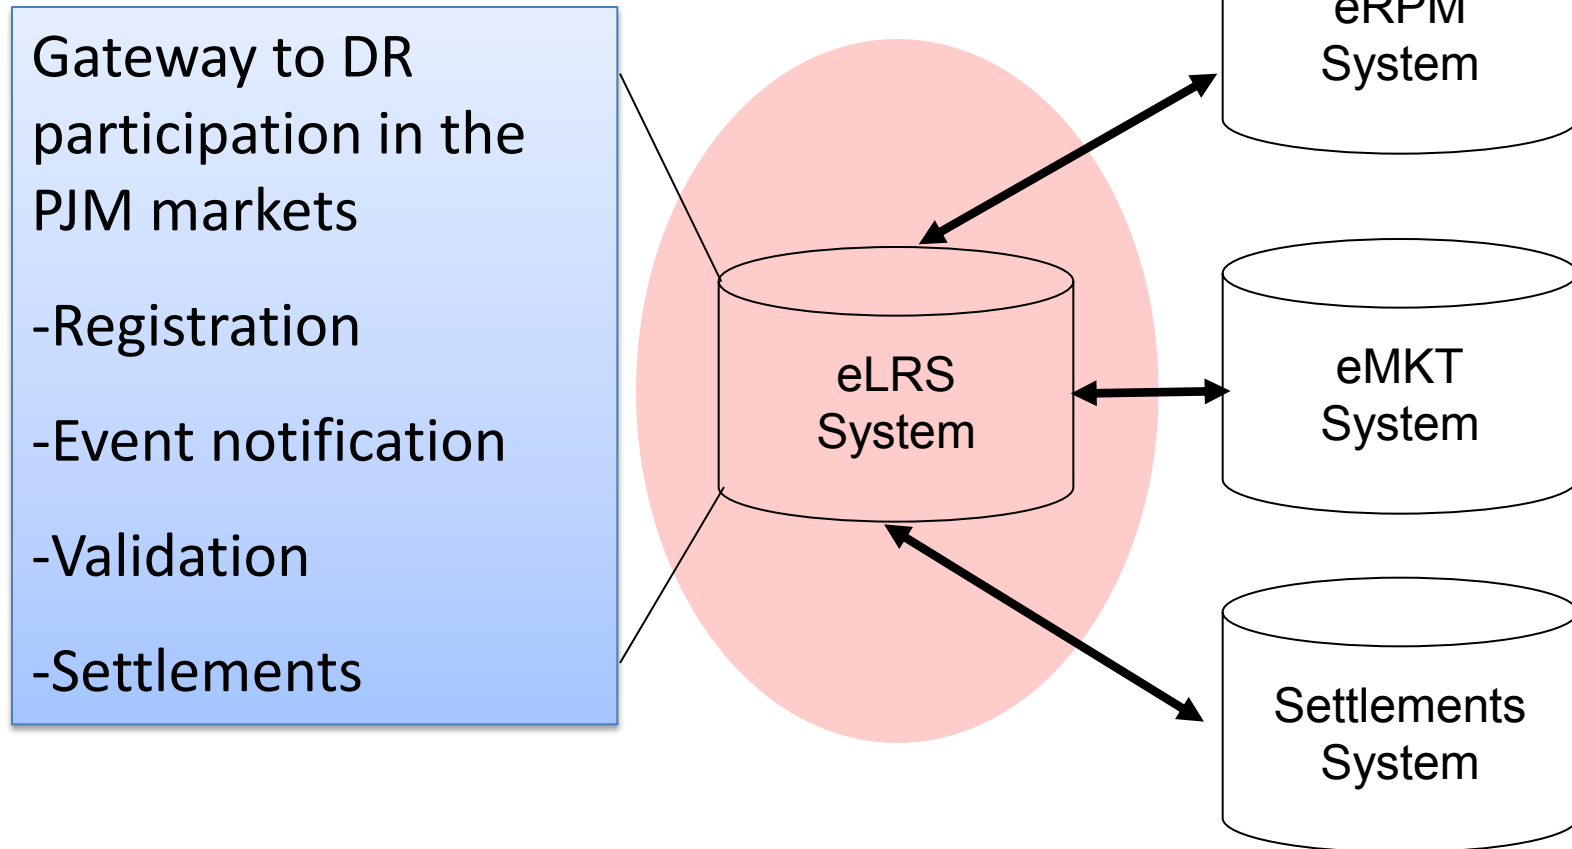 Gateway to DR
participation in the
PJM markets
-Registration
-Event notification
-Validation
-Settlements
eLRS
System
eRPM
System
eMKT
System
Settlements
System